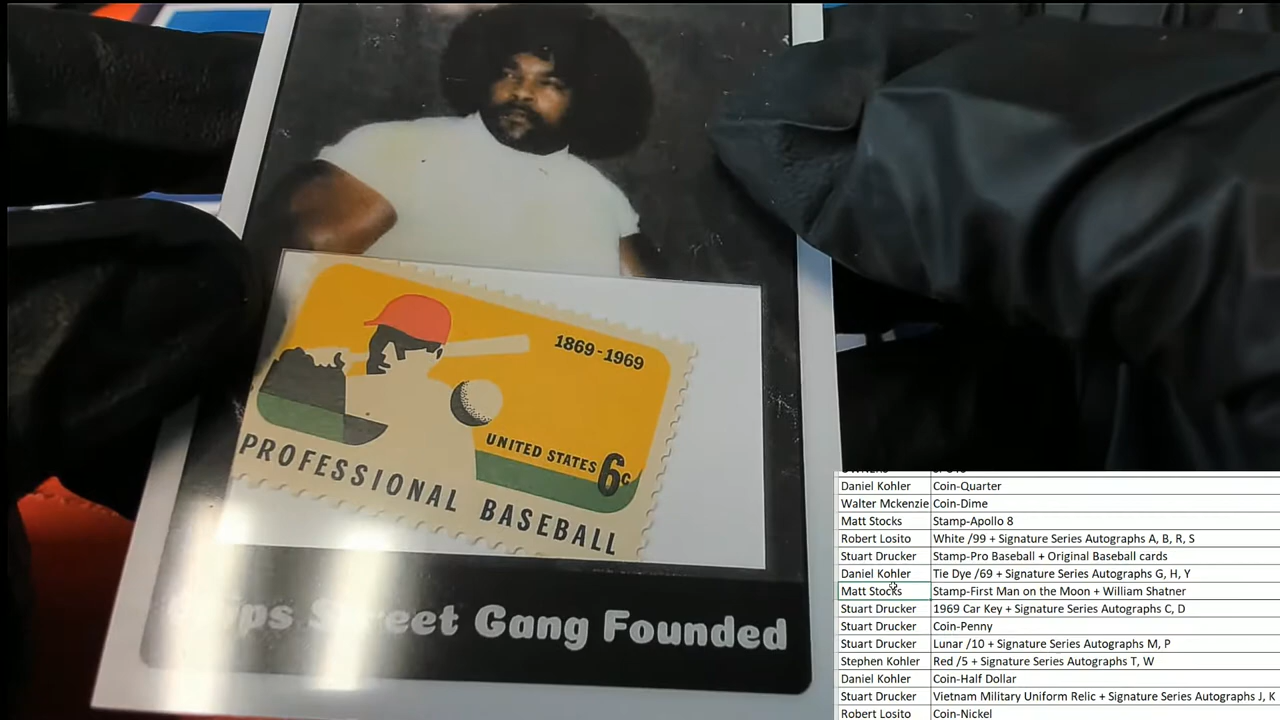 1869-1969
UNITED STATES 6c
PROFESSIONAL BASEBALL
Street Gang Founded
Daniel Kohler Coin-Quarter
Walter Mckenzie Coin-Dime
Matt Stocks Stamp-Apollo 8
Robert Losito White /99 + Signature Series Autographs A, B, R, S
Stuart Drucker Stamp-Pro Baseball + Original Baseball cards
Daniel Kohler Tie Dye /69 + Signature Series Autographs G, H, Y
Matt Stocks Stamp-First Man on the Moon + William Shatner
Stuart Drucker 1969 Car Key + Signature Series Autographs C, D
Stuart Drucker Coin-Penny
Stuart Drucker Lunar /10 + Signature Series Autographs M, P
Stephen Kohler Red /5 + Signature Series Autographs T, W
Daniel Kohler Coin-Half Dollar
Stuart Drucker Vietnam Military Uniform Relic + Signature Series Autographs J, K
Robert Losito Coin-Nickel